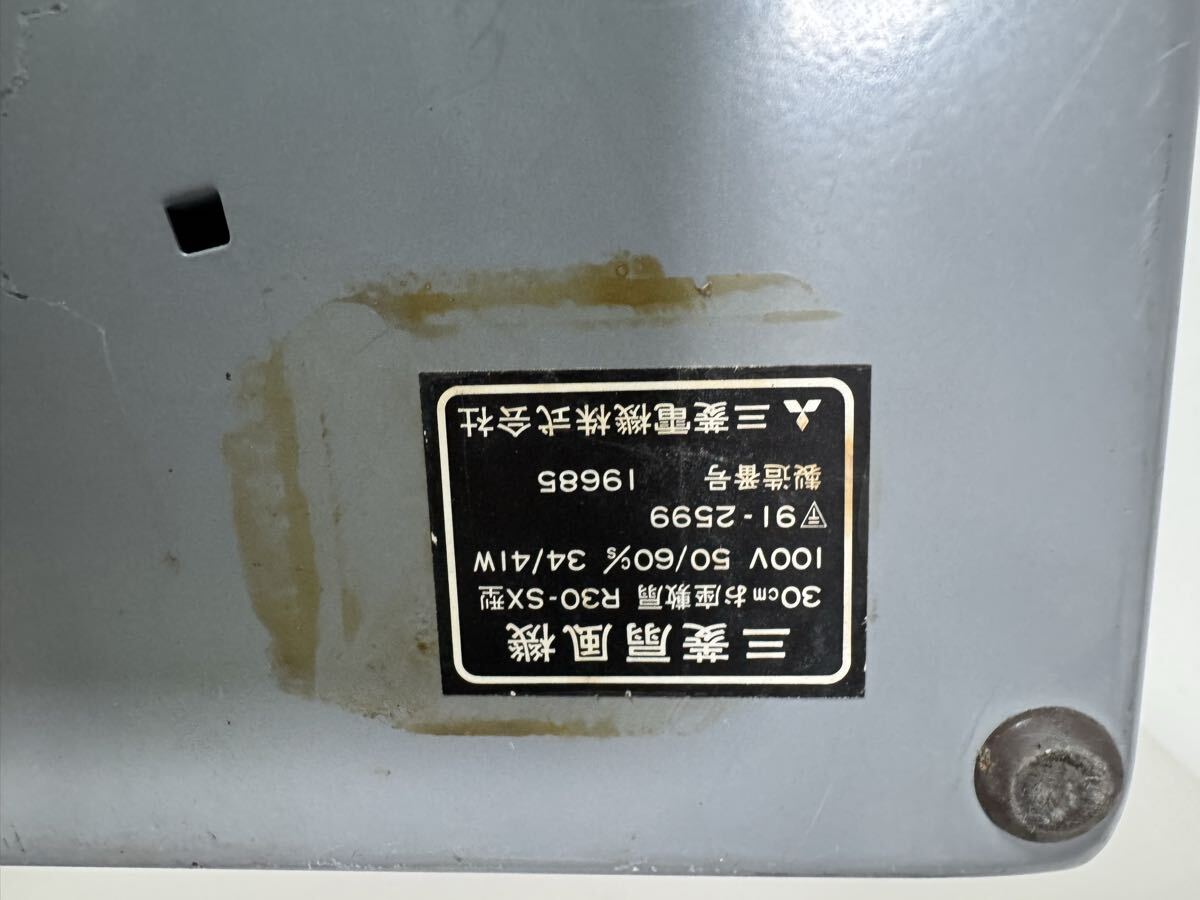 三菱扇風機
30cmお座敷扇 R30-SX型
100V 50/60c/s 34/41W
〒91-2599
製造番号 19685
三菱電機株式会社